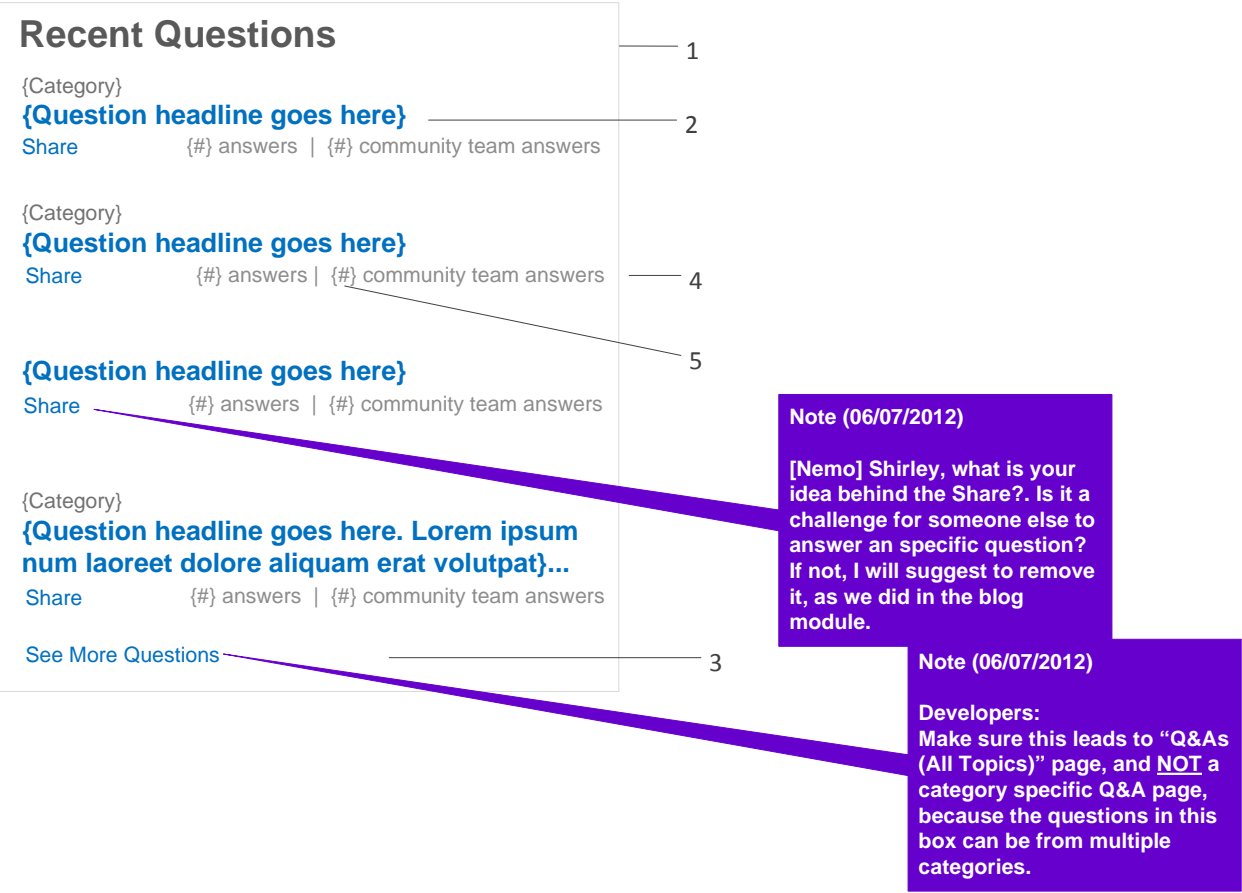 Recent Questions
1
{Category}
{Question headline goes here}
2
Share {#} answers | {#} community team answers
{Category}
{Question headline goes here}
Share {#} answers | {#} community team answers
4
5
{Question headline goes here}
Share {#} answers | {#} community team answers
{Category}
{Question headline goes here. Lorem ipsum
num laoreet dolore aliquam erat volutpat}...
Share {#} answers | {#} community team answers
See More Questions
3
Note (06/07/2012)
[Nemo] Shirley, what is your
idea behind the Share?. Is it a
challenge for someone else to
answer an specific question?
If not, I will suggest to remove
it, as we did in the blog
module.
Note (06/07/2012)
Developers:
Make sure this leads to “Q&As
(All Topics)” page, and NOT a
category specific Q&A page,
because the questions in this
box can be from multiple
categories.